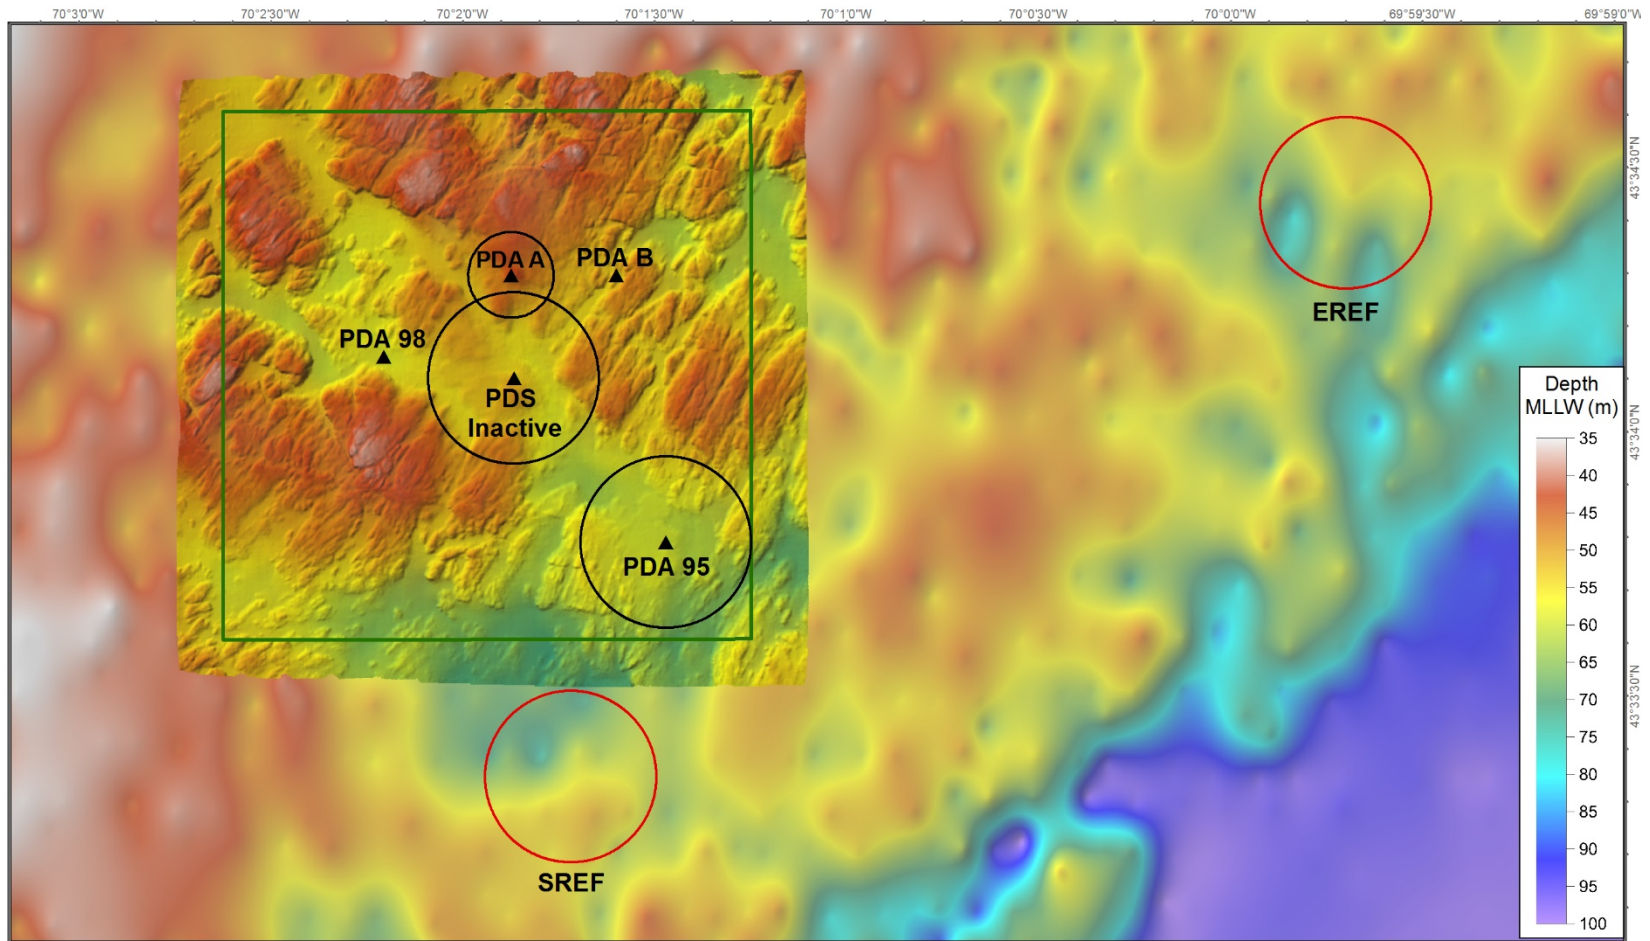 70°3'0"W 70°2'30"W 70°2'0"W 70°1'30"W 70°1'0"W 70°0'30"W 70°0'0"W 69°59'30"W 69°59'0"W
43°34'30"N
PDA A
PDA B
EREF
PDA 98
PDS
Inactive
43°34'0"N
Depth
MLLW (m)
35
40
45
50
55
60
65
70
75
80
85
90
95
100
PDA 95
43°33'30"N
SREF